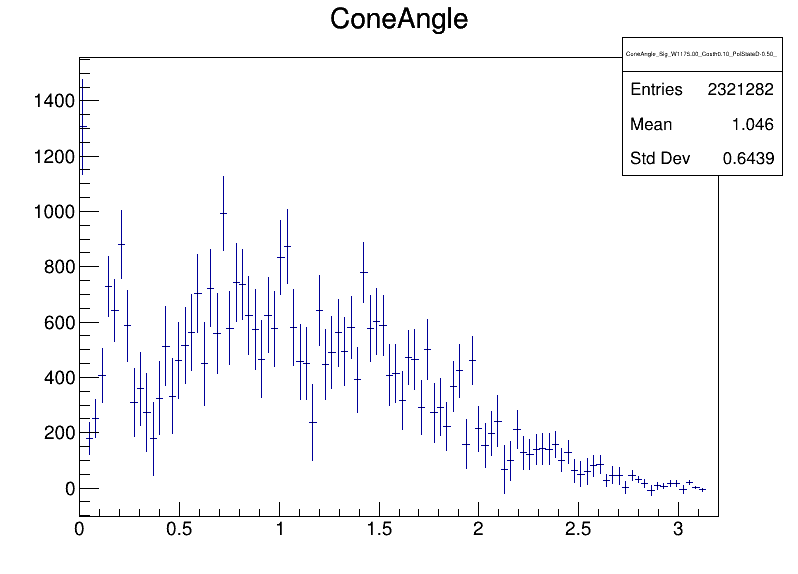 ConeAngle
ConeAngle_Sig_W1175.00_Costh0.10_PolStateD-0.50_
Entries 2321282
Mean 1.046
Std Dev 0.6439
1400
1200
1000
800
600
400
200
0
0 0.5 1 1.5 2 2.5 3